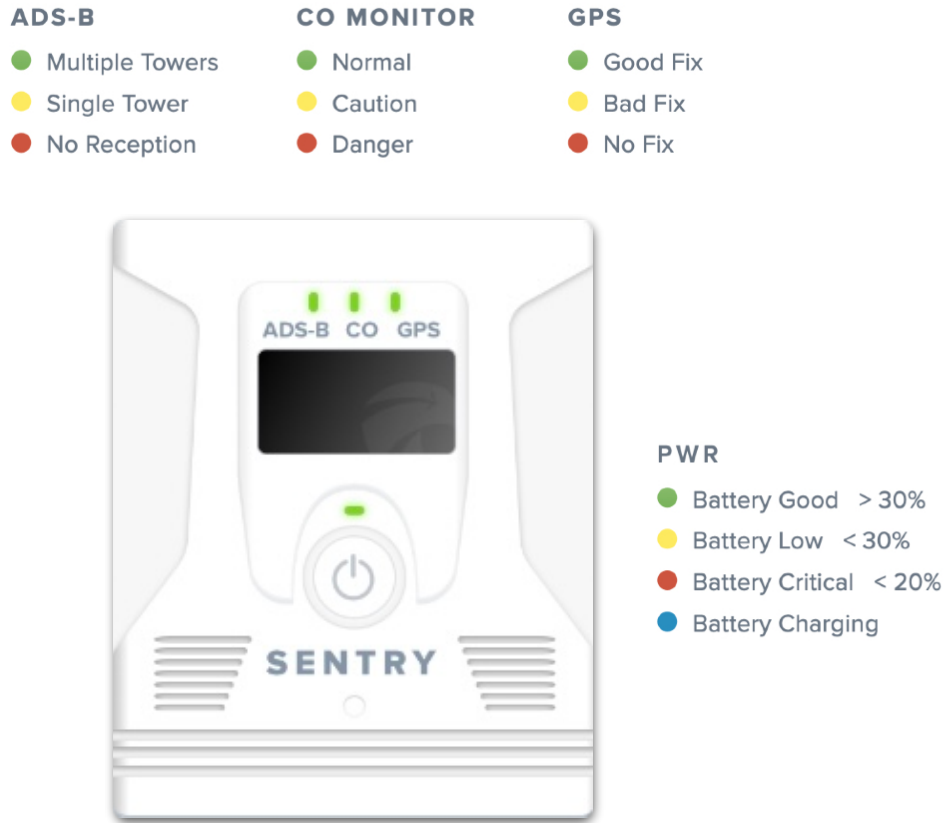 ADS-B
Multiple Towers
Single Tower
No Reception
CO MONITOR
Normal
Caution
Danger
GPS
Good Fix
Bad Fix
No Fix
ADS-B CO GPS
PWR
Battery Good > 30%
Battery Low < 30%
Battery Critical < 20%
Battery Charging
SENTRY